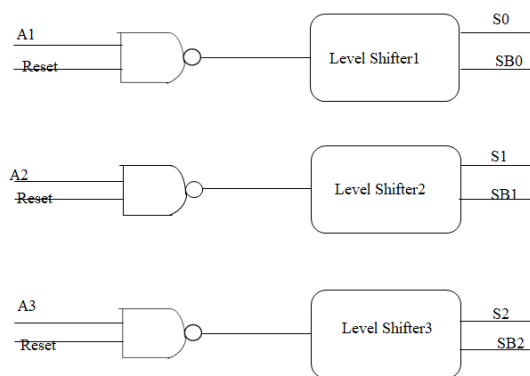 A1
Reset
Level Shifter1
S0
SB0
A2
Reset
Level Shifter2
S1
SB1
A3
Reset
Level Shifter3
S2
SB2